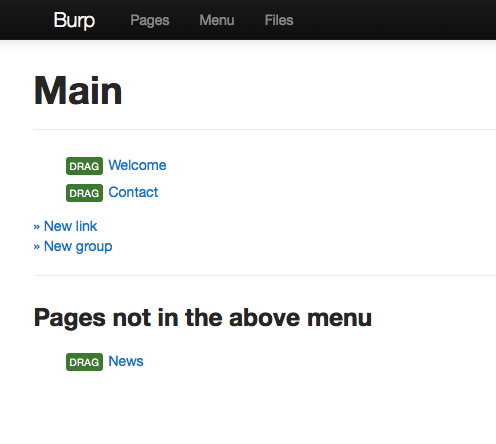 Burp Pages Menu Files
Main
DRAG Welcome
DRAG Contact
» New link
» New group
Pages not in the above menu
DRAG News